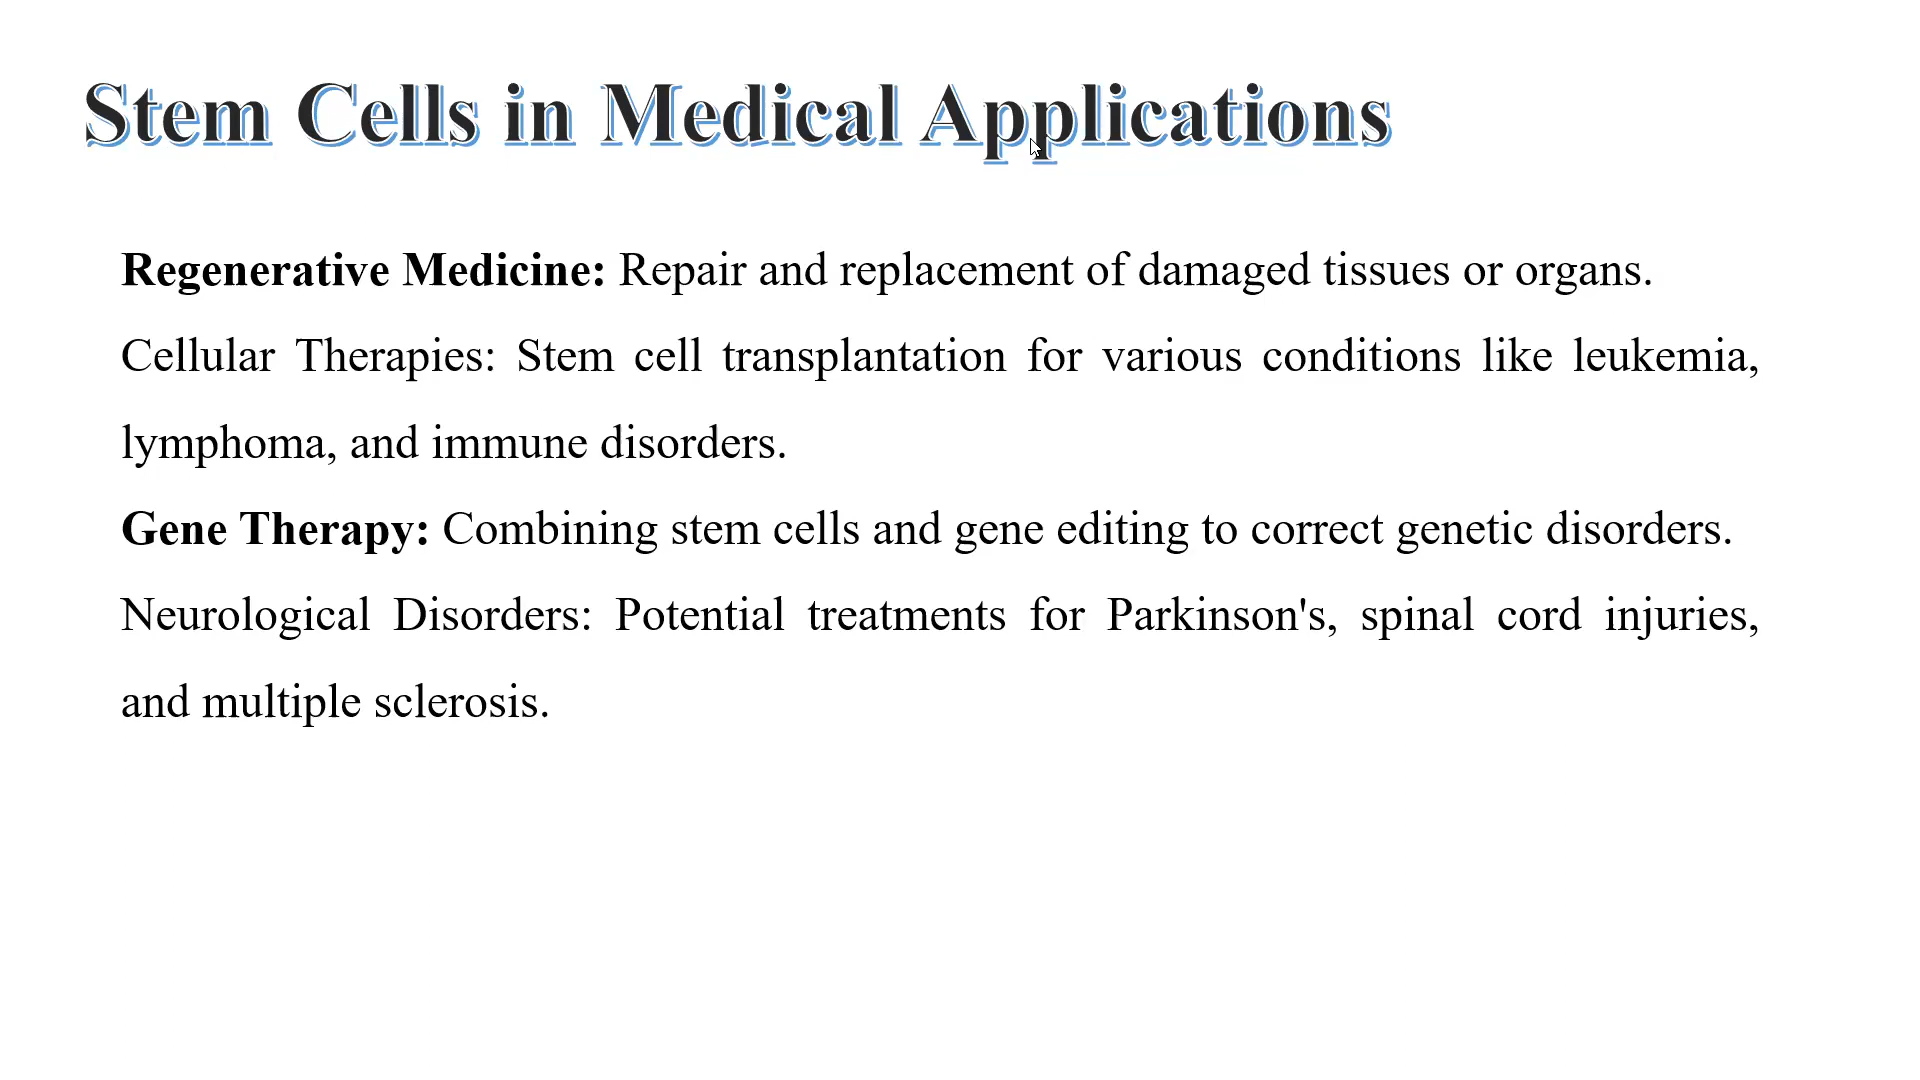 Stem Cells in Medical Applications
Regenerative Medicine: Repair and replacement of damaged tissues or organs.
Cellular Therapies: Stem cell transplantation for various conditions like leukemia,
lymphoma, and immune disorders.
Gene Therapy: Combining stem cells and gene editing to correct genetic disorders.
Neurological Disorders: Potential treatments for Parkinson's, spinal cord injuries,
and multiple sclerosis.